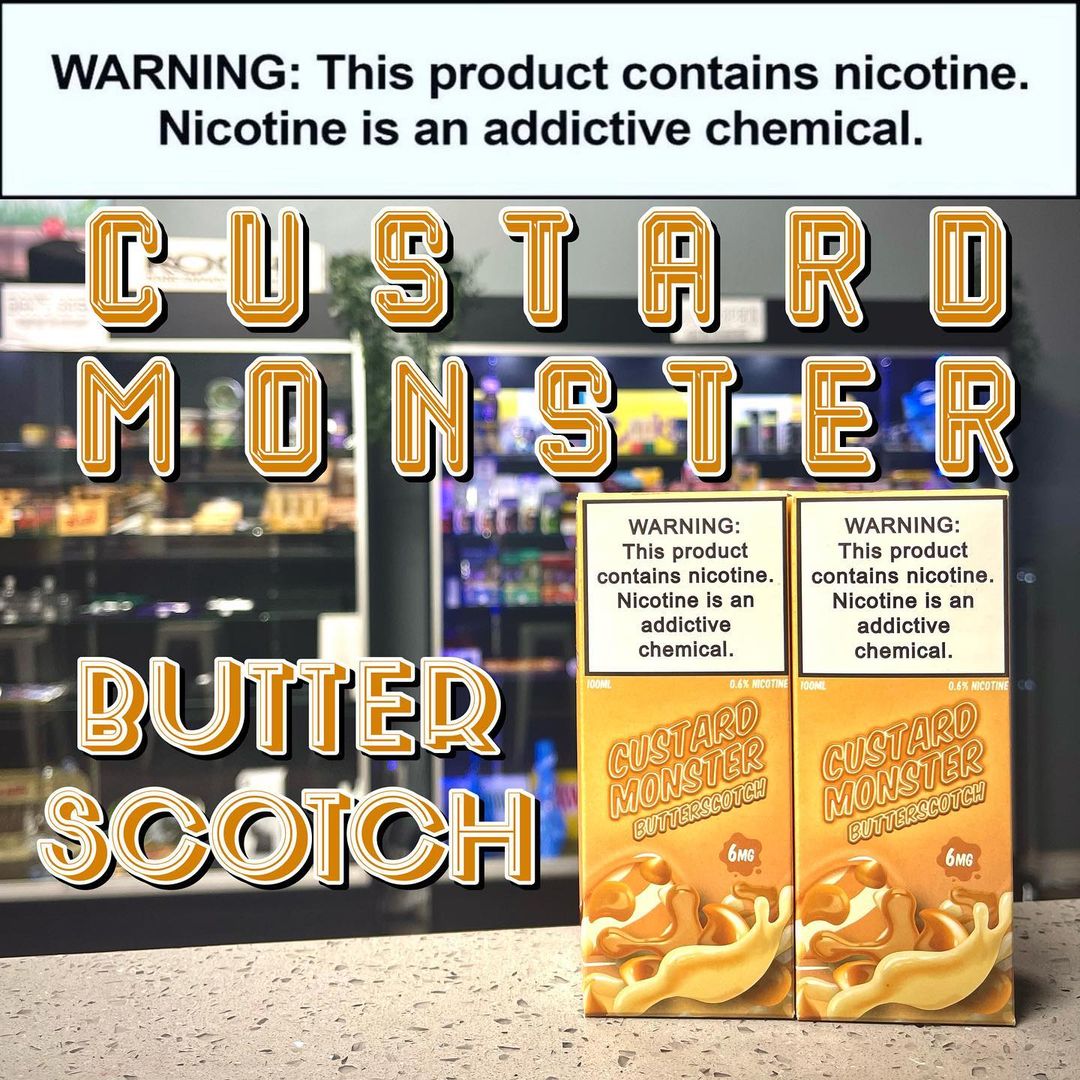 WARNING: This product contains nicotine.
Nicotine is an addictive chemical.
CUSTARD
MONSTER
BUTTER
SCOTCH
WARNING:
This product
contains nicotine.
Nicotine is an
addictive
chemical.
100ML 0.6% NICOTINE
CUSTARD
MONSTER
BUTTERSCOTCH
6MG
WARNING:
This product
contains nicotine.
Nicotine is an
addictive
chemical.
100ML 0.6% NICOTINE
CUSTARD
MONSTER
BUTTERSCOTCH
6MG